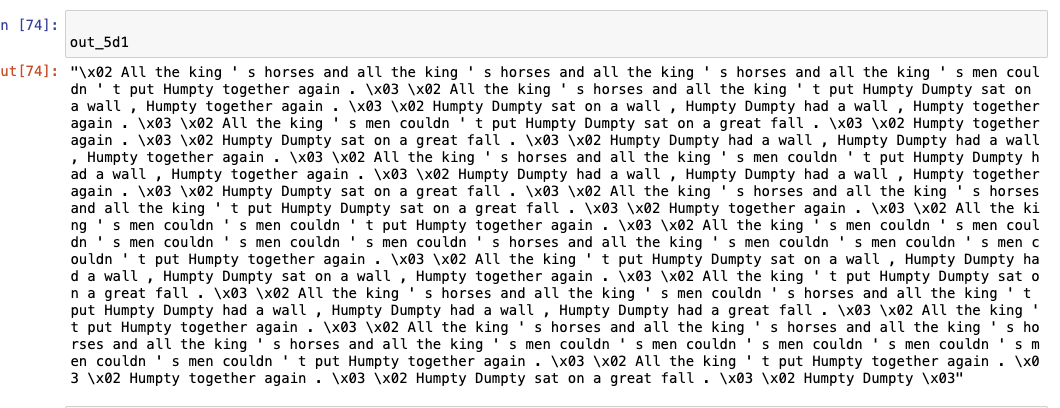 n [74]:
out_5d1
ut[74]: "\x02 All the king ' s horses and all the king ' s horses and all the king ' s horses and all the king ' s men coul
dn ' t put Humpty together again . \x03 \x02 All the king ' s horses and all the king ' t put Humpty Dumpty sat on
a wall , Humpty together again . \x03 \x02 Humpty Dumpty sat on a wall , Humpty Dumpty had a wall , Humpty together
again . \x03 \x02 All the king ' s men couldn ' t put Humpty Dumpty sat on a great fall . \x03 \x02 Humpty together
again . \x03 \x02 Humpty Dumpty sat on a great fall . \x03 \x02 Humpty Dumpty had a wall , Humpty Dumpty had a wall
, Humpty together again . \x03 \x02 All the king ' s horses and all the king ' s men couldn ' t put Humpty Dumpty h
ad a wall , Humpty together again . \x03 \x02 Humpty Dumpty had a wall , Humpty Dumpty had a wall , Humpty together
again . \x03 \x02 Humpty Dumpty sat on a great fall . \x03 \x02 All the king ' s horses and all the king ' s horses
and all the king ' t put Humpty Dumpty sat on a great fall . \x03 \x02 Humpty together again . \x03 \x02 All the ki
ng ' s men couldn ' s men couldn ' t put Humpty together again . \x03 \x02 All the king ' s men couldn ' s men coul
dn ' s men couldn ' s men couldn ' s men couldn ' s horses and all the king ' s men couldn ' s men couldn ' s men c
ouldn ' t put Humpty together again . \x03 \x02 All the king ' t put Humpty Dumpty sat on a wall , Humpty Dumpty ha
d a wall , Humpty Dumpty sat on a wall , Humpty together again . \x03 \x02 All the king ' t put Humpty Dumpty sat o
n a great fall . \x03 \x02 All the king ' s horses and all the king ' s men couldn ' s horses and all the king ' t
put Humpty Dumpty had a wall , Humpty Dumpty had a wall , Humpty Dumpty had a great fall . \x03 \x02 All the king '
t put Humpty together again . \x03 \x02 All the king ' s horses and all the king ' s horses and all the king ' s ho
rses and all the king ' s horses and all the king ' s men couldn ' s men couldn ' s men couldn ' s men couldn ' s m
en couldn ' s men couldn ' t put Humpty together again . \x03 \x02 All the king ' t put Humpty together again . \x0
3 \x02 Humpty together again . \x03 \x02 Humpty Dumpty sat on a great fall . \x03 \x02 Humpty Dumpty \x03"